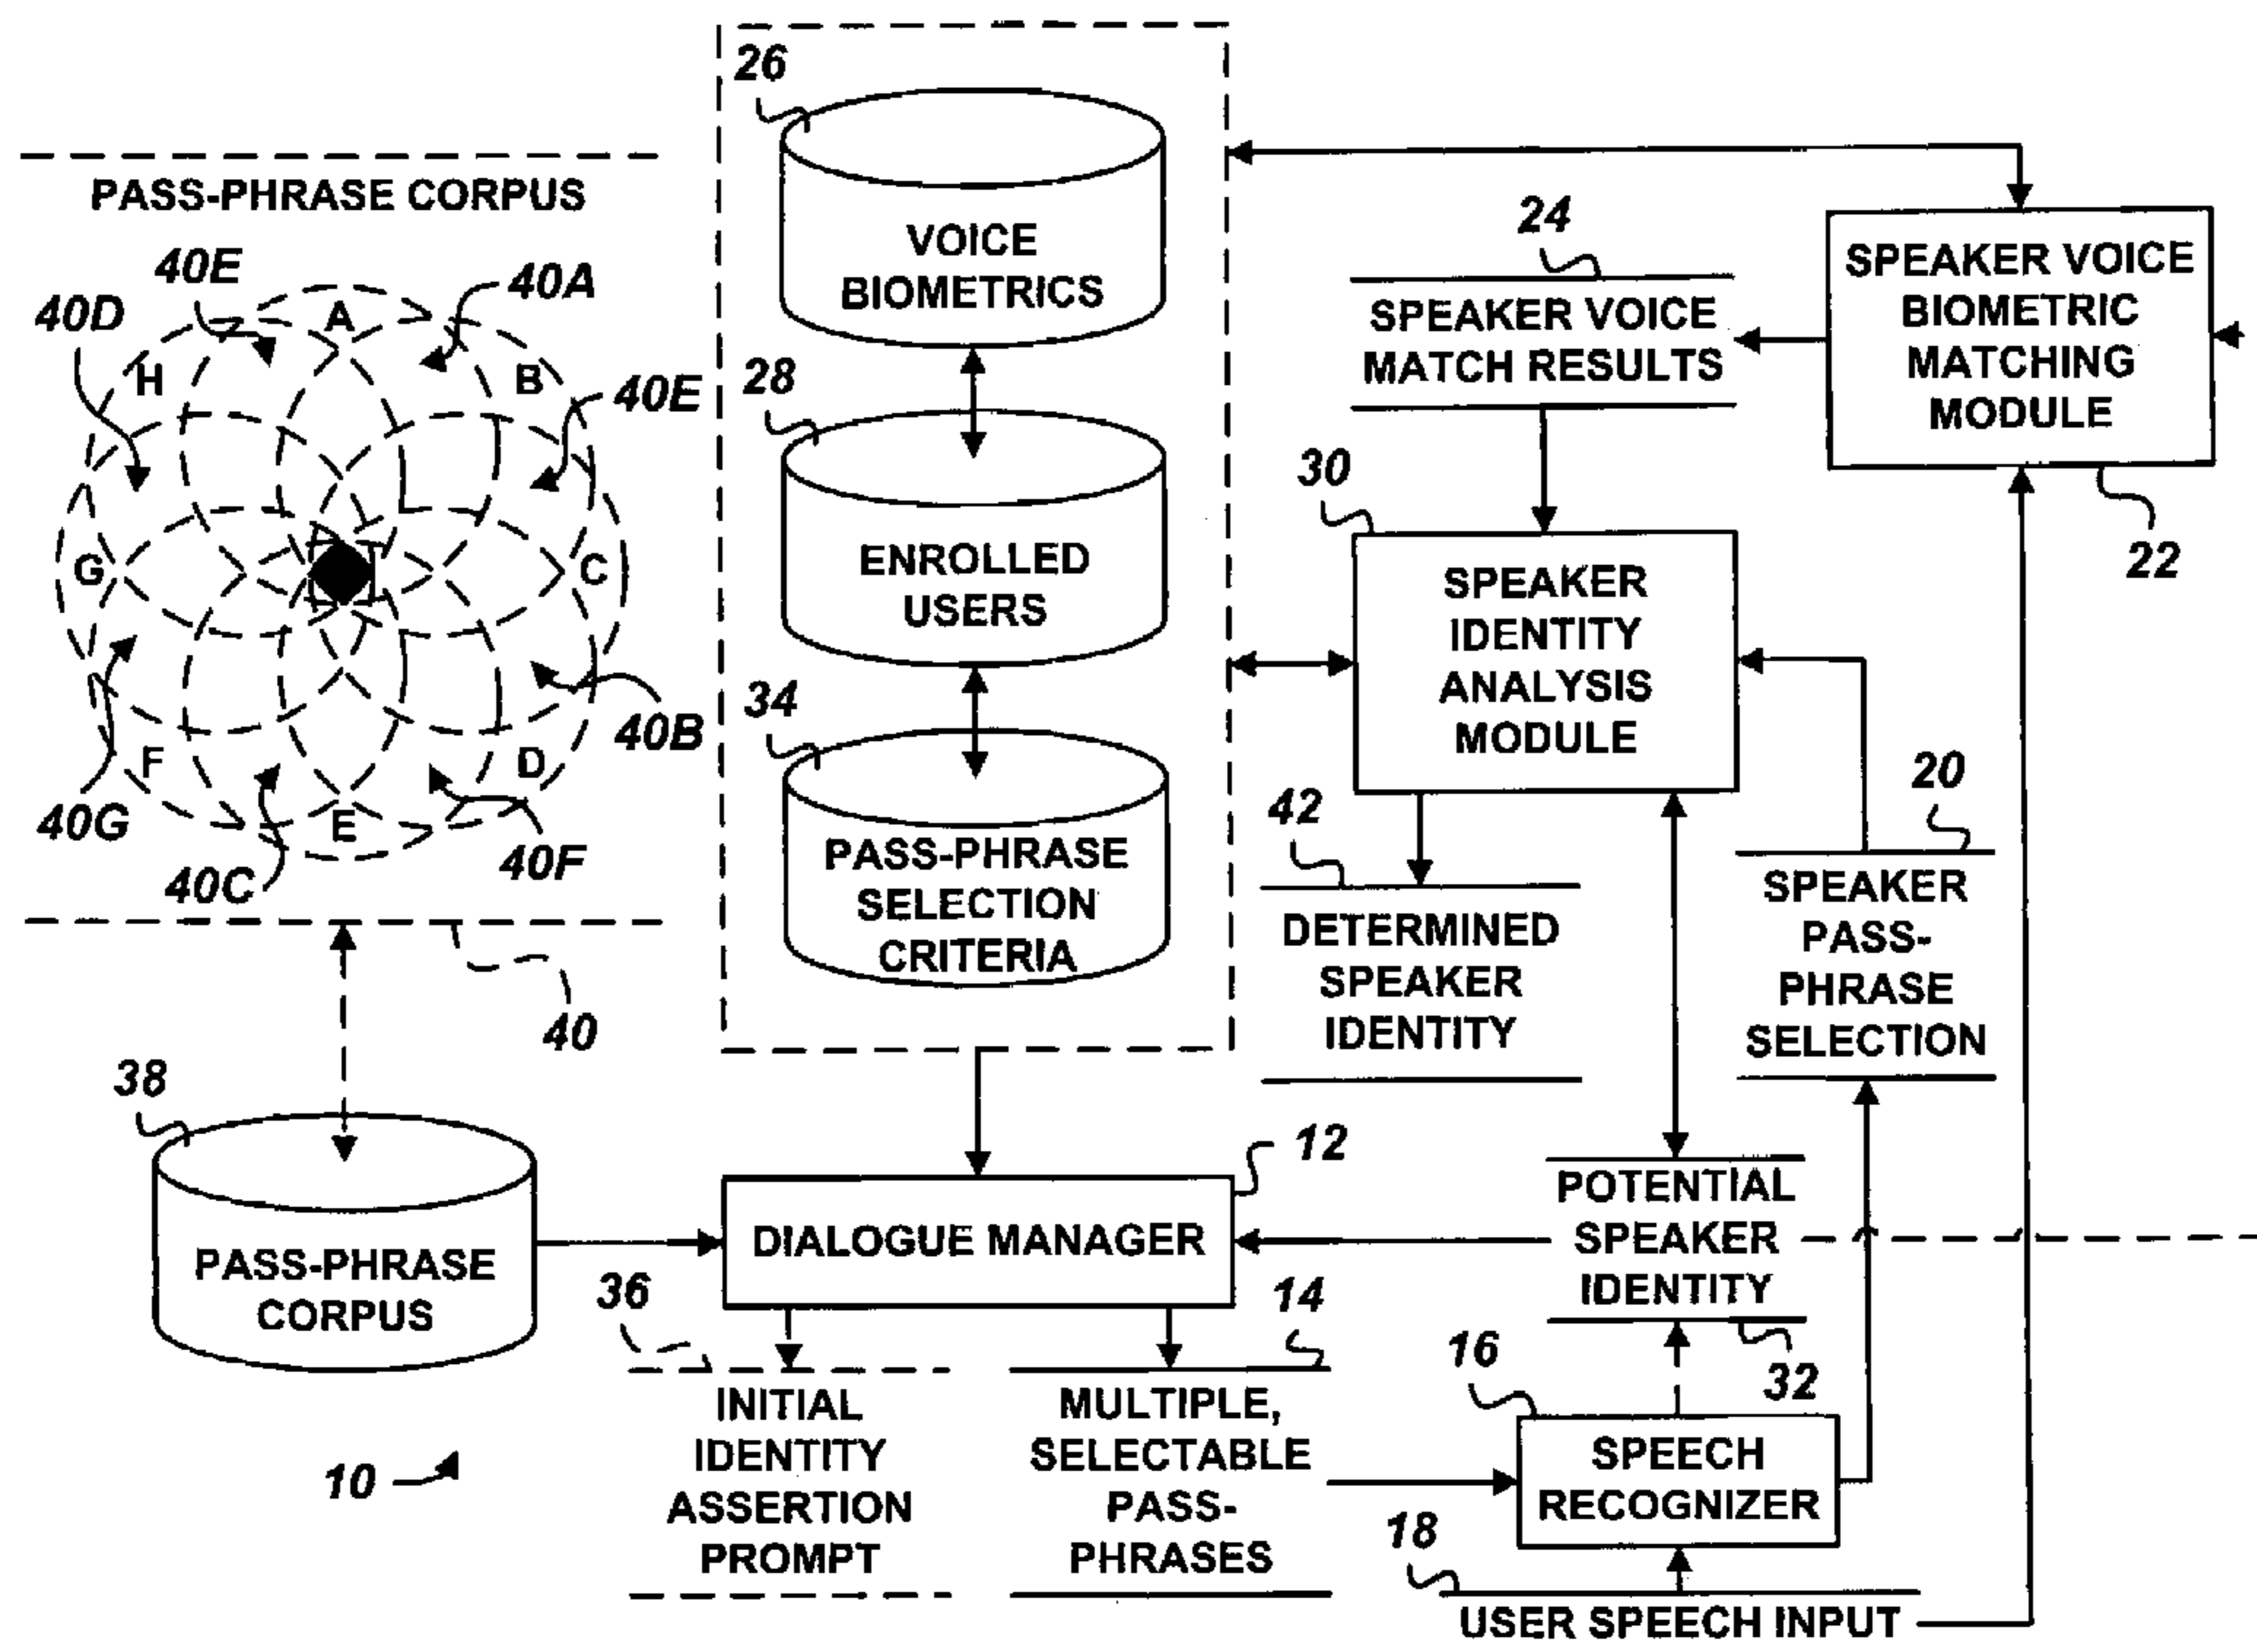 PASS-PHRASE CORPUS
40E
40A
40D
A
H
B
40E
G
C
F
D
40B
40G
E
40F
40C
40
38
PASS-PHRASE
CORPUS
10
26
VOICE
BIOMETRICS
28
ENROLLED
USERS
34
PASS-PHRASE
SELECTION
CRITERIA
24
SPEAKER VOICE
MATCH RESULTS
SPEAKER VOICE
BIOMETRIC
MATCHING
MODULE
22
30
SPEAKER
IDENTITY
ANALYSIS
MODULE
42
DETERMINED
SPEAKER
IDENTITY
20
SPEAKER
PASS-
PHRASE
SELECTION
12
DIALOGUE MANAGER
POTENTIAL
SPEAKER
IDENTITY
32
36
INITIAL
IDENTITY
ASSERTION
PROMPT
14
MULTIPLE,
SELECTABLE
PASS-
PHRASES
16
SPEECH
RECOGNIZER
18
USER SPEECH INPUT